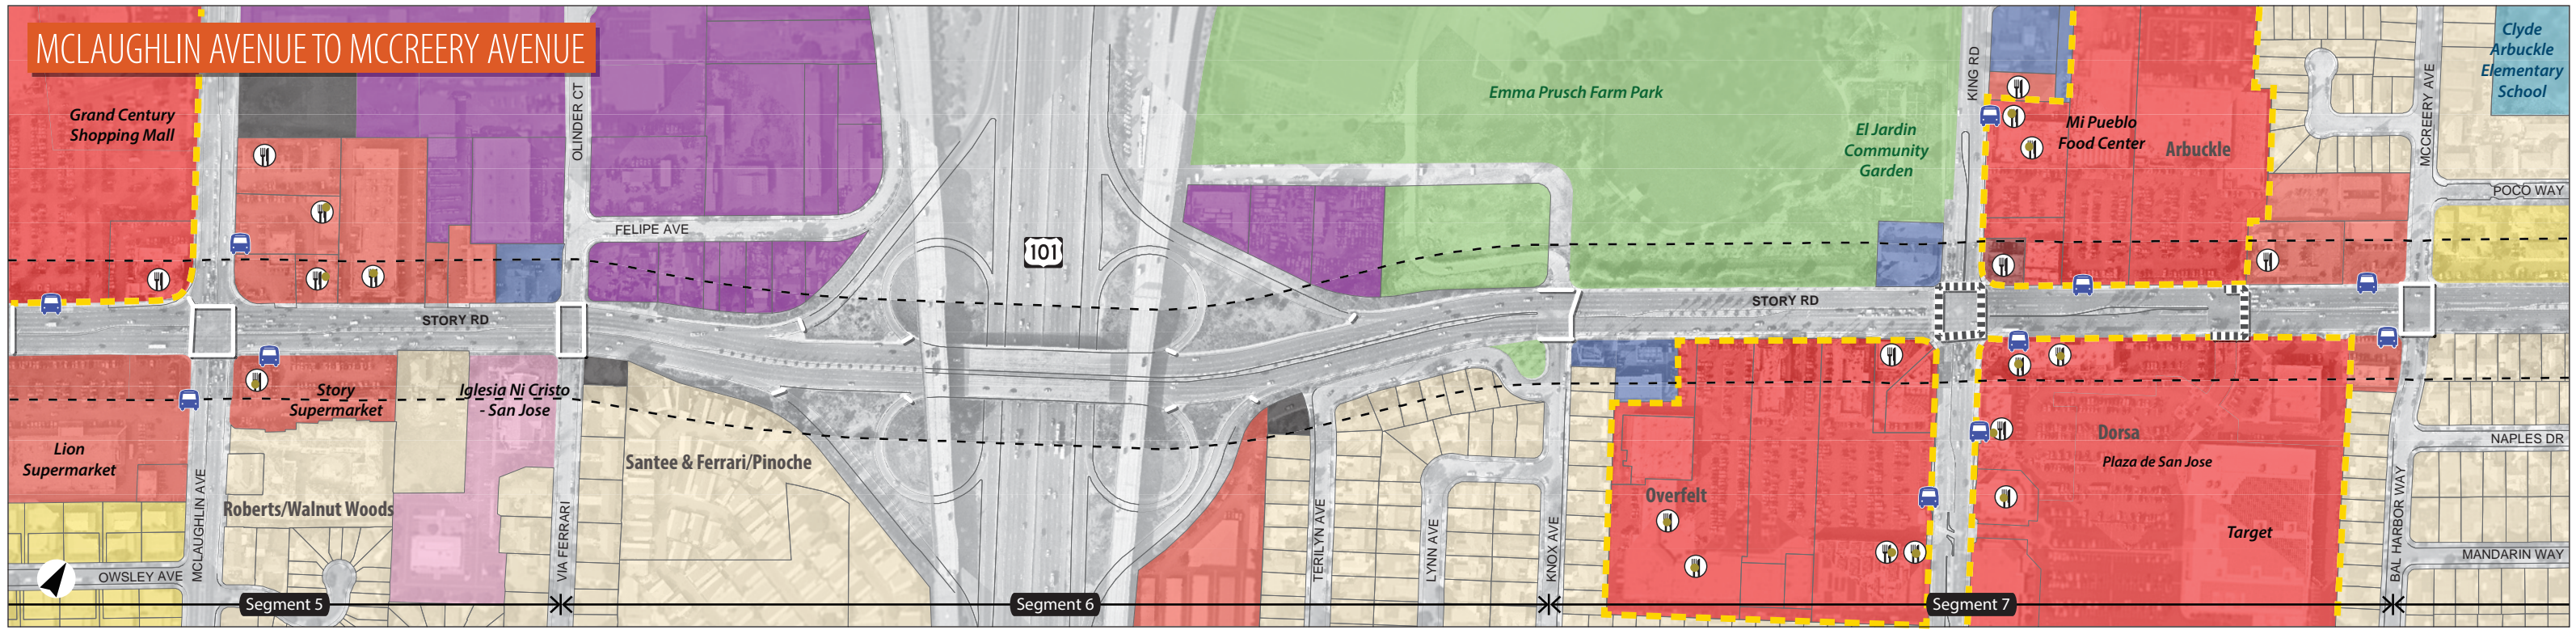 MCLAUGHLIN AVENUE TO MCCREERY AVENUE
Grand Century
Shopping Mall
OLINDER CT
FELIPE AVE
101
Emma Prusch Farm Park
El Jardin
Community
Garden
KING RD
Mi Pueblo
Food Center
Arbuckle
MCCREERY AVE
Clyde
Arbuckle
Elementary
School
POCO WAY
STORY RD
STORY RD
Lion
Supermarket
Story
Supermarket
Iglesia Ni Cristo
- San Jose
Roberts/Walnut Woods
Santee & Ferrari/Pinoche
MCLAUGHLIN AVE
OWSLEY AVE
VIA FERRARI
TERILYN AVE
LYNN AVE
KNOX AVE
Overfelt
Dorsa
Plaza de San Jose
Target
BAL HARBOR WAY
NAPLES DR
MANDARIN WAY
Segment 5
Segment 6
Segment 7